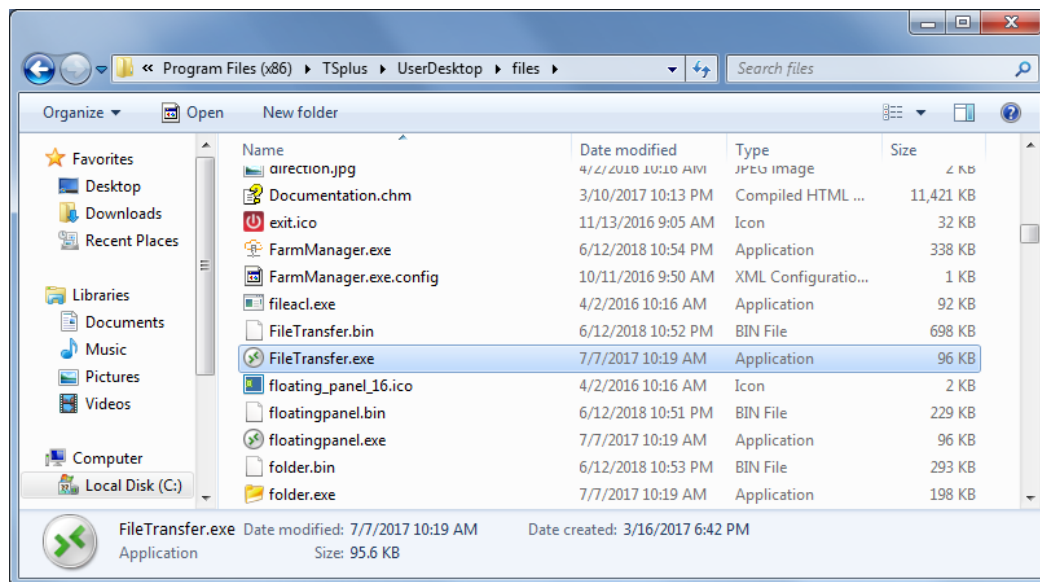 « Program Files (x86) ▸ TSplus ▸ UserDesktop ▸ files ▸ Search files
Organize ▾ Open New folder
Favorites
Desktop
Downloads
Recent Places
Libraries
Documents
Music
Pictures
Videos
Computer
Local Disk (C:)
Name Date modified Type Size
direction.jpg 4/2/2016 10:16 AM JPEG image 2 KB
Documentation.chm 3/10/2017 10:13 PM Compiled HTML ... 11,421 KB
exit.ico 11/13/2016 9:05 AM Icon 32 KB
FarmManager.exe 6/12/2018 10:54 PM Application 338 KB
FarmManager.exe.config 10/11/2016 9:50 AM XML Configuratio... 1 KB
fileacl.exe 4/2/2016 10:16 AM Application 92 KB
FileTransfer.bin 6/12/2018 10:52 PM BIN File 698 KB
FileTransfer.exe 7/7/2017 10:19 AM Application 96 KB
floating_panel_16.ico 4/2/2016 10:16 AM Icon 2 KB
floatingpanel.bin 6/12/2018 10:51 PM BIN File 229 KB
floatingpanel.exe 7/7/2017 10:19 AM Application 96 KB
folder.bin 6/12/2018 10:53 PM BIN File 293 KB
folder.exe 7/7/2017 10:19 AM Application 198 KB
FileTransfer.exe Date modified: 7/7/2017 10:19 AM Date created: 3/16/2017 6:42 PM
Application Size: 95.6 KB